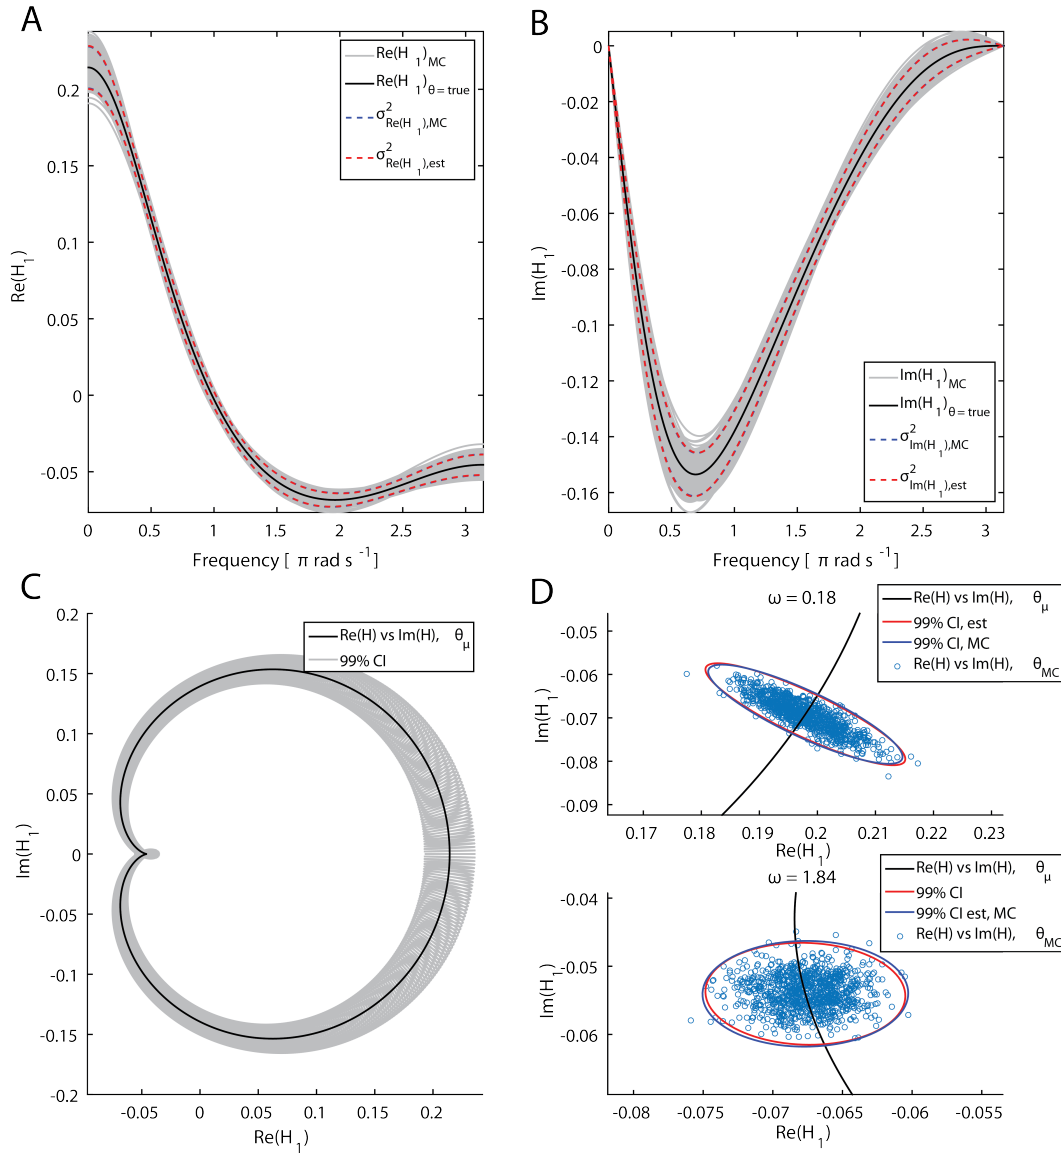 A
Re(H1)
0.2
0.15
0.1
0.05
0
-0.05
0
0.5
1
1.5
2
2.5
3
Frequency [ π rad s -1]
Re(H 1)MC
Re(H 1)θ = true
σ2Re(H 1),MC
σ2Re(H 1),est
B
Im(H1)
0
-0.02
-0.04
-0.06
-0.08
-0.1
-0.12
-0.14
-0.16
0
0.5
1
1.5
2
2.5
3
Frequency [ π rad s -1]
Im(H 1)MC
Im(H 1)θ = true
σ2Im(H 1),MC
σ2Im(H 1),est
C
Im(H1)
0.2
0.15
0.1
0.05
0
-0.05
-0.1
-0.15
-0.2
-0.05
0
0.05
0.1
0.15
0.2
Re(H 1)
Re(H) vs Im(H), θμ
99% CI
D
ω = 0.18
Im(H1)
-0.05
-0.06
-0.07
-0.08
-0.09
0.17
0.18
0.19
0.2
0.21
0.22
0.23
Re(H 1)
Re(H) vs Im(H), θμ
99% CI, est
99% CI, MC
Re(H) vs Im(H), θMC
ω = 1.84
Im(H1)
-0.04
-0.05
-0.06
-0.08
-0.075
-0.07
-0.065
-0.06
-0.055
Re(H 1)
Re(H) vs Im(H), θμ
99% CI
99% CI est, MC
Re(H) vs Im(H), θMC